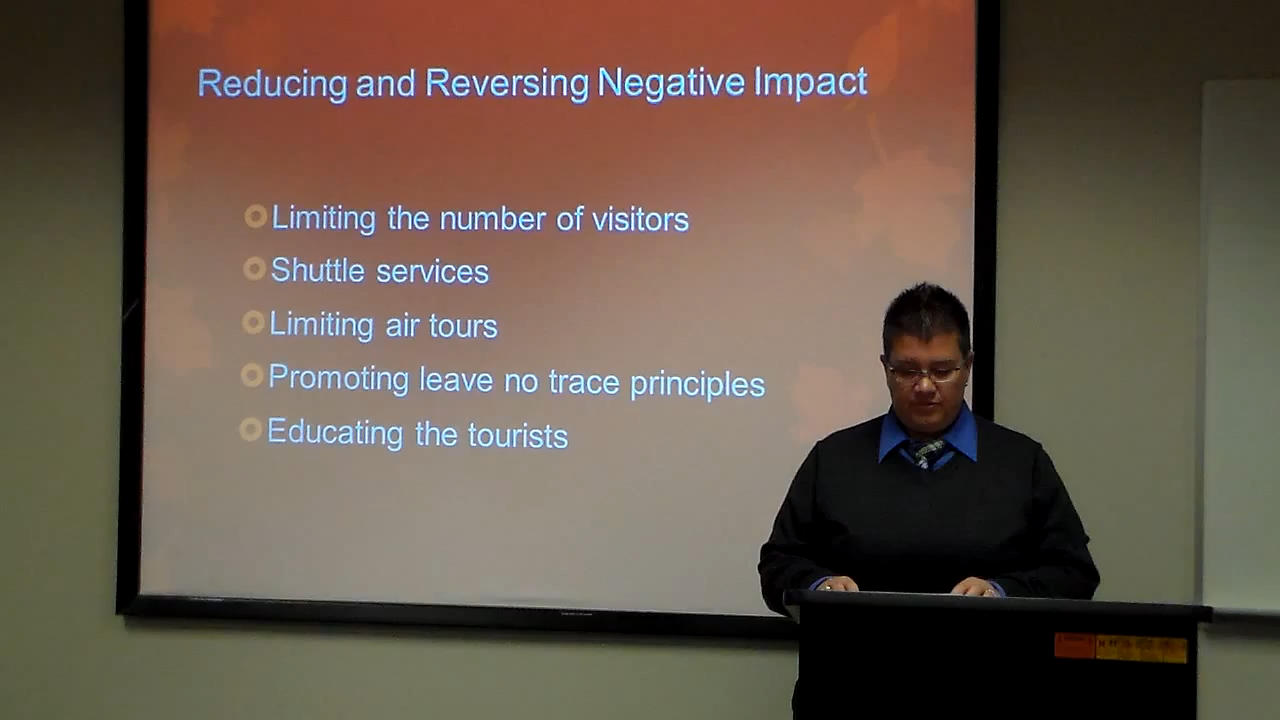 Reducing and Reversing Negative Impact
Limiting the number of visitors
Shuttle services
Limiting air tours
Promoting leave no trace principles
Educating the tourists